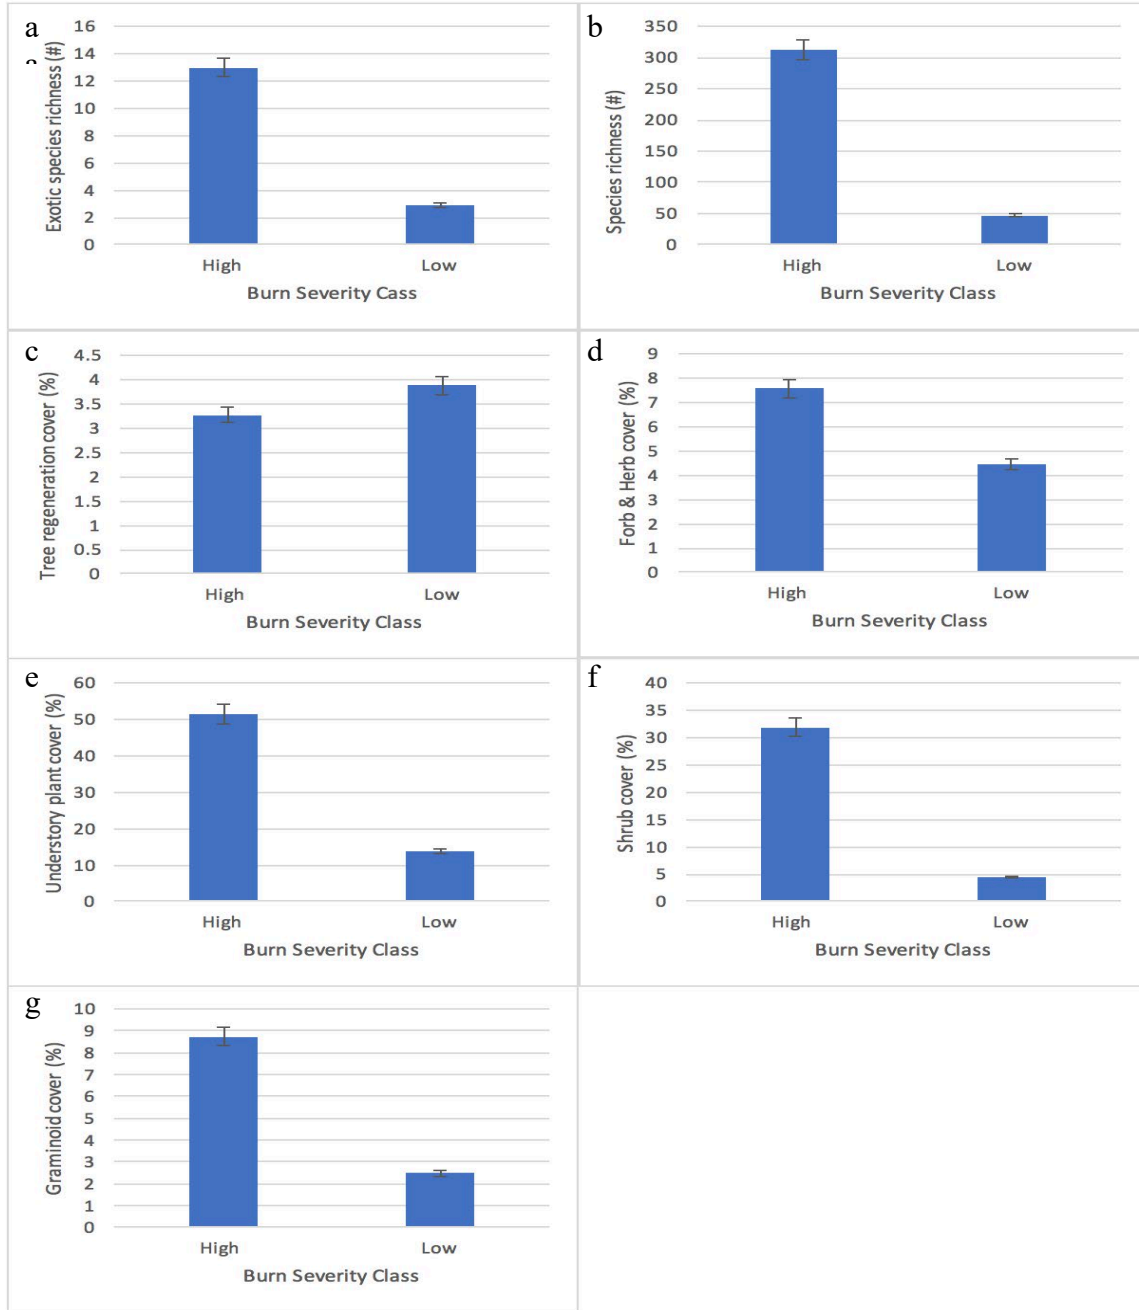 a
Exotic species richness (#)
16
14
12
10
8
6
4
2
0
High Low
Burn Severity Cass
b
Species richness (#)
350
300
250
200
150
100
50
0
High Low
Burn Severity Class
c
Tree regeneration cover (%)
4.5
4
3.5
3
2.5
2
1.5
1
0.5
0
High Low
Burn Severity Class
d
Forb & Herb cover (%)
9
8
7
6
5
4
3
2
1
0
High Low
Burn Severity Class
e
Understory plant cover (%)
60
50
40
30
20
10
0
High Low
Burn Severity Class
f
Shrub cover (%)
40
35
30
25
20
15
10
5
0
High Low
Burn Severity Class
g
Graminoid cover (%)
10
9
8
7
6
5
4
3
2
1
0
High Low
Burn Severity Class